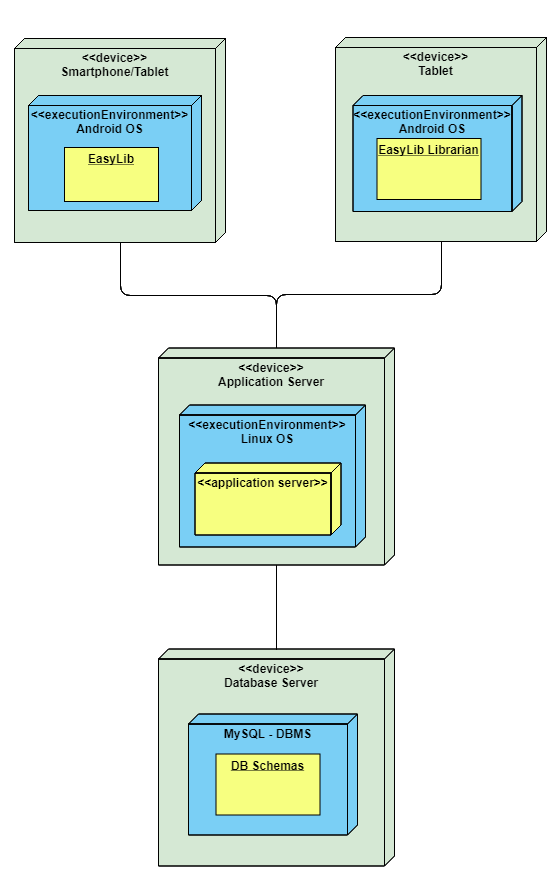 <<device>>
Smartphone/Tablet
<<executionEnvironment>>
Android OS
EasyLib
<<device>>
Tablet
<<executionEnvironment>>
Android OS
EasyLib Librarian
<<device>>
Application Server
<<executionEnvironment>>
Linux OS
<<application server>>
<<device>>
Database Server
MySQL - DBMS
DB Schemas